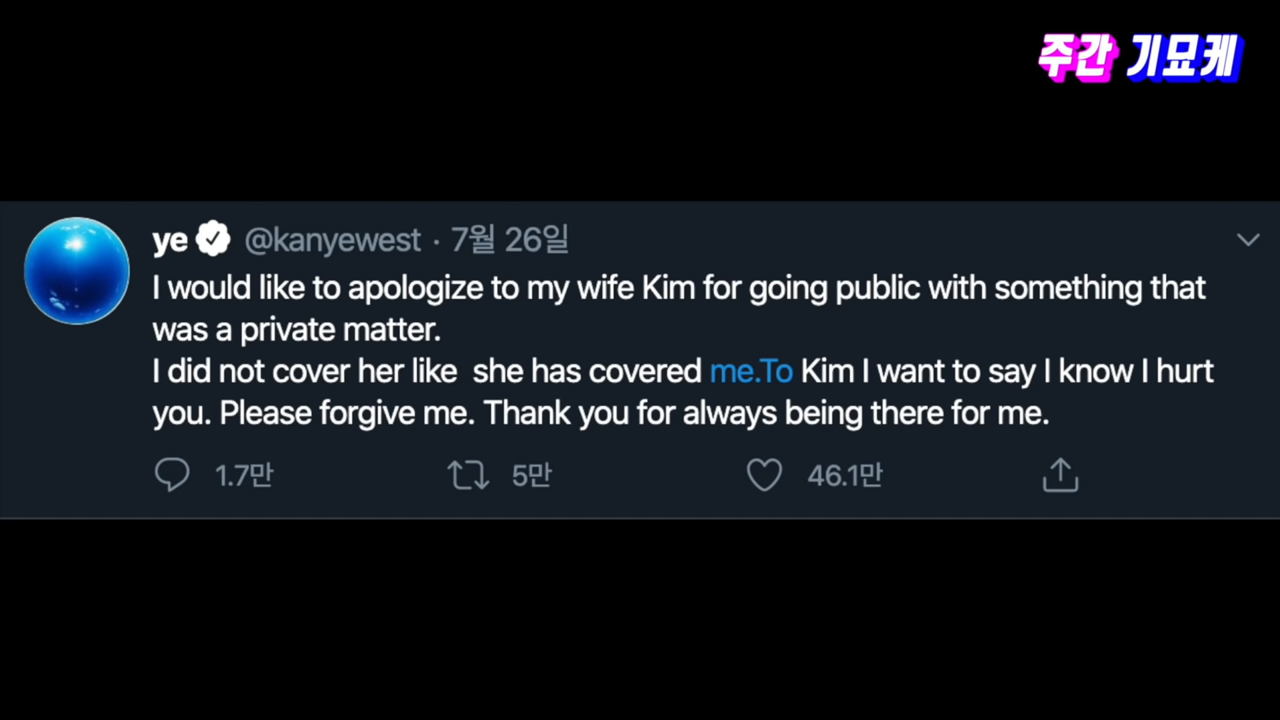 주간 기묘케
ye @kanyewest · 7월 26일
I would like to apologize to my wife Kim for going public with something that
was a private matter.
I did not cover her like  she has covered me.To Kim I want to say I know I hurt
you. Please forgive me. Thank you for always being there for me.
1.7만 5만 46.1만